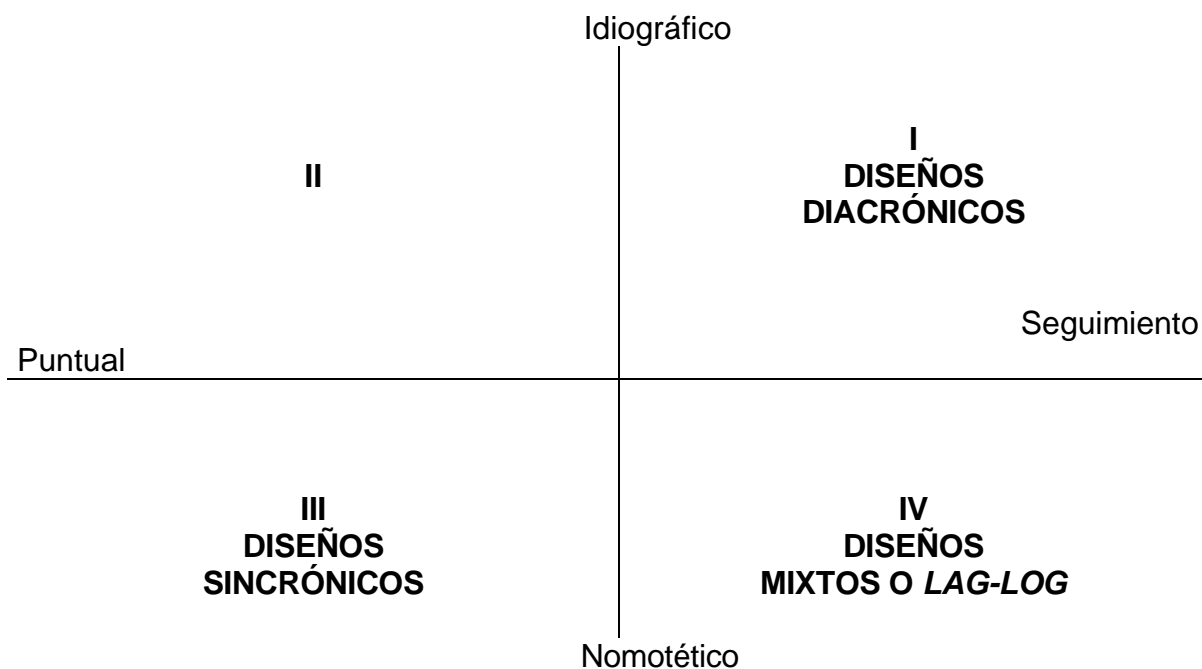 Idiográfico
II
I
DISEÑOS
DIACRÓNICOS
Seguimiento
Puntual
III
DISEÑOS
SINCRÓNICOS
IV
DISEÑOS
MIXTOS O LAG-LOG
Nomotético